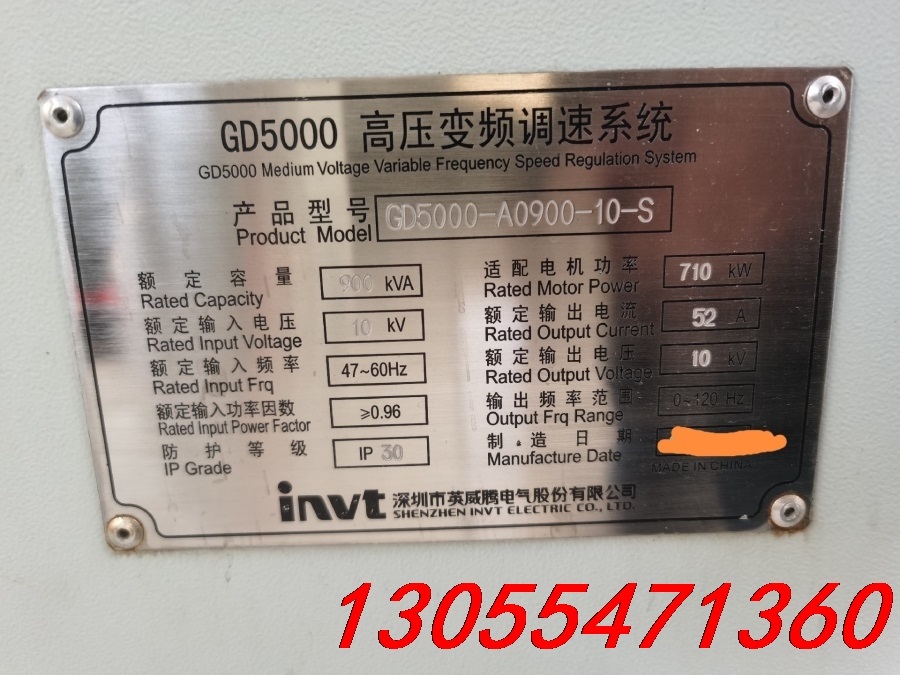 GD5000 高压变频调速系统
GD5000 Medium Voltage Variable Frequency Speed Regulation System
产品型号 GD5000-A0900-10-S
Product Model
额定容量 900 kVA
Rated Capacity
额定输入电压 10 kV
Rated Input Voltage
额定输入频率 47~60Hz
Rated Input Frq
额定输入功率因数 ≥0.96
Rated Input Power Factor
防护等级 IP 30
IP Grade
适配电机功率 710 kW
Rated Motor Power
额定输出电流 52 A
Rated Output Current
额定输出电压 10 kV
Rated Output Voltage
输出频率范围 0~120 Hz
Output Frq Range
制造日期
Manufacture Date
MADE IN CHINA
invt 深圳市英威腾电气股份有限公司
SHENZHEN INVT ELECTRIC CO., LTD.
13055471360